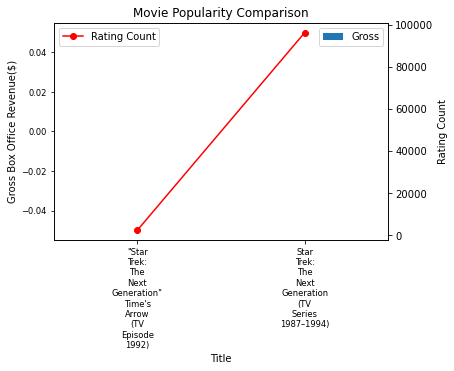 Movie Popularity Comparison
Rating Count
Gross
0.04
0.02
0.00
−0.02
−0.04
Gross Box Office Revenue($)
100000
80000
60000
40000
20000
0
Rating Count
"Star
Trek:
The
Next
Generation"
Time's
Arrow
(TV
Episode
1992)
Star
Trek:
The
Next
Generation
(TV
Series
1987–1994)
Title